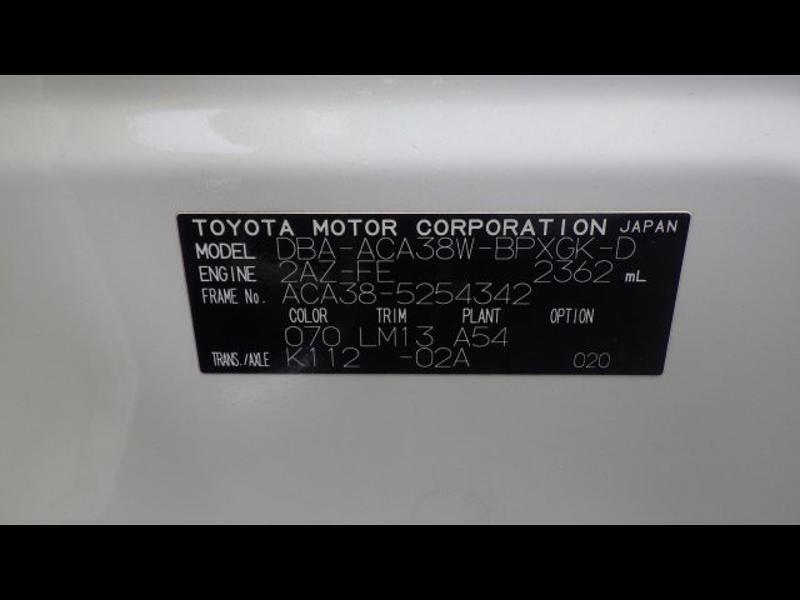 TOYOTA MOTOR CORPORATION JAPAN
MODEL DBA-ACA38W-BPXGK-D
ENGINE 2AZ-FE 2362 mL
FRAME No. ACA38-5254342
COLOR TRIM PLANT OPTION
070 LM13 A54
TRANS./AXLE K112 -02A 020